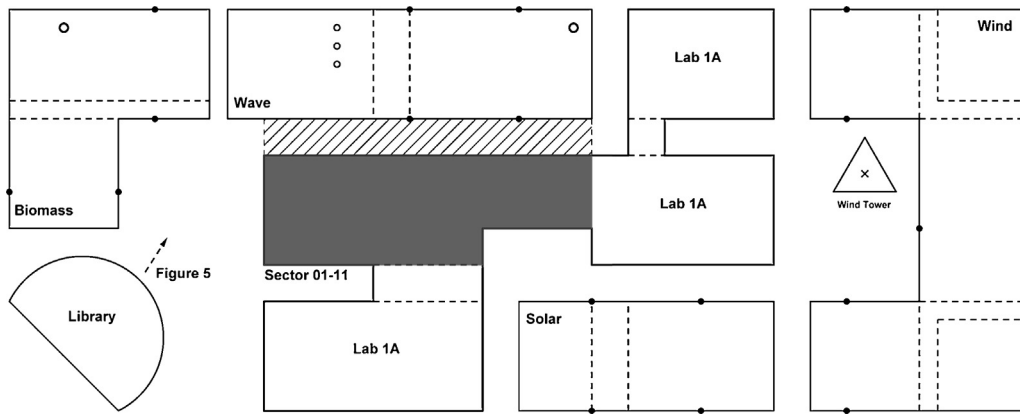 Wind
Lab 1A
Wave
Wind Tower
Lab 1A
Biomass
Figure 5
Sector 01-11
Library
Solar
Lab 1A